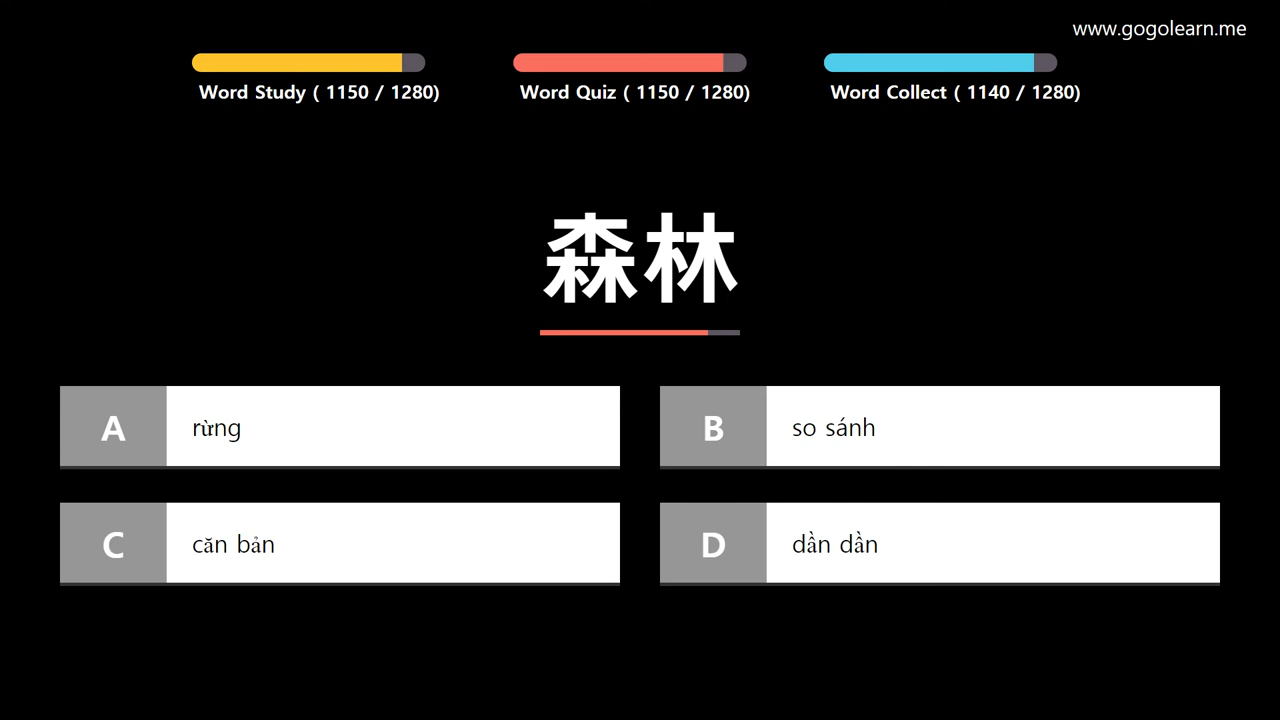 www.gogolearn.me
Word Study ( 1150 / 1280)
Word Quiz ( 1150 / 1280)
Word Collect ( 1140 / 1280)
森林
A
rừng
B
so sánh
C
căn bản
D
dần dần